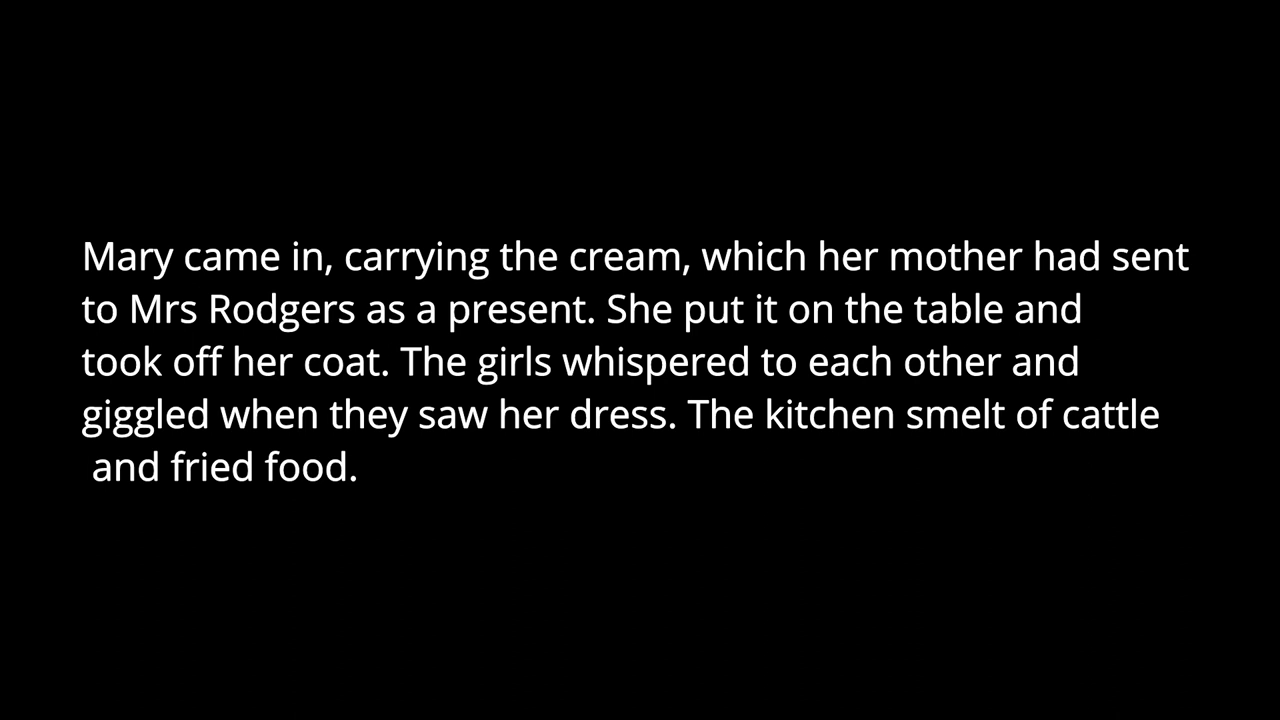 Mary came in, carrying the cream, which her mother had sent
to Mrs Rodgers as a present. She put it on the table and
took off her coat. The girls whispered to each other and
giggled when they saw her dress. The kitchen smelt of cattle
and fried food.